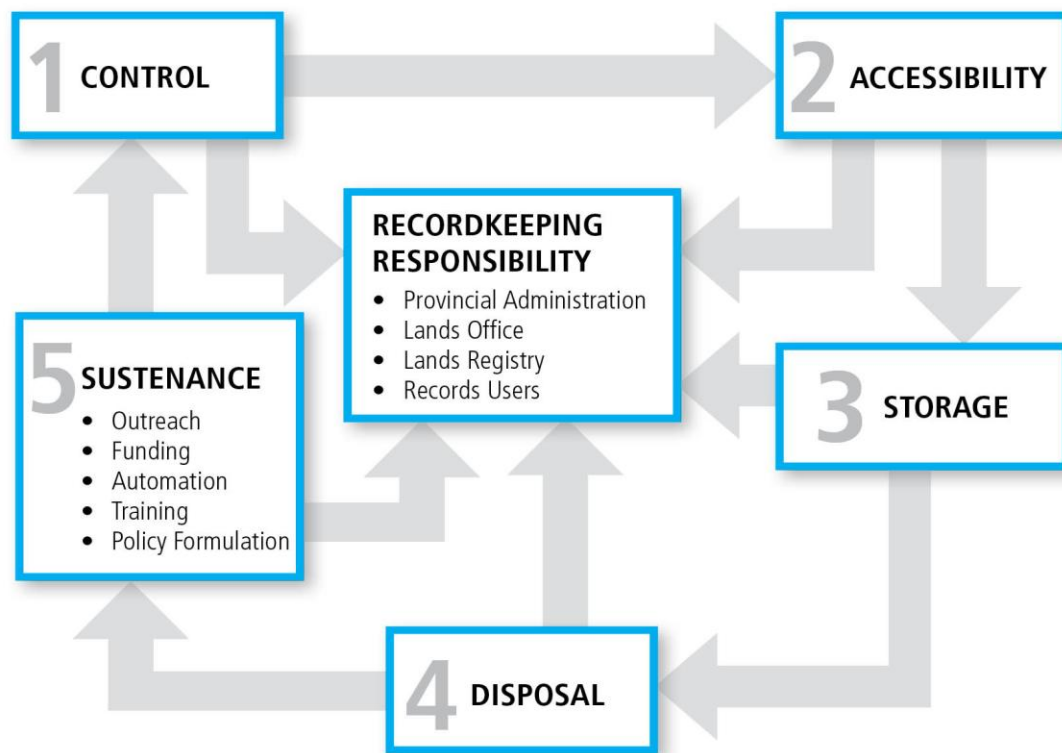 1 CONTROL
2 ACCESSIBILITY
RECORDKEEPING
RESPONSIBILITY
• Provincial Administration
• Lands Office
• Lands Registry
• Records Users
3 STORAGE
4 DISPOSAL
5 SUSTENANCE
• Outreach
• Funding
• Automation
• Training
• Policy Formulation